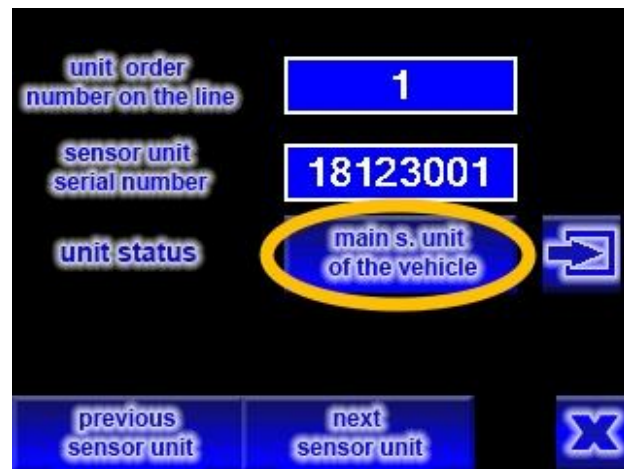 unit order
number on the line
1
sensor unit
serial number
18123001
unit status
main s. unit
of the vehicle
previous
sensor unit
next
sensor unit
X